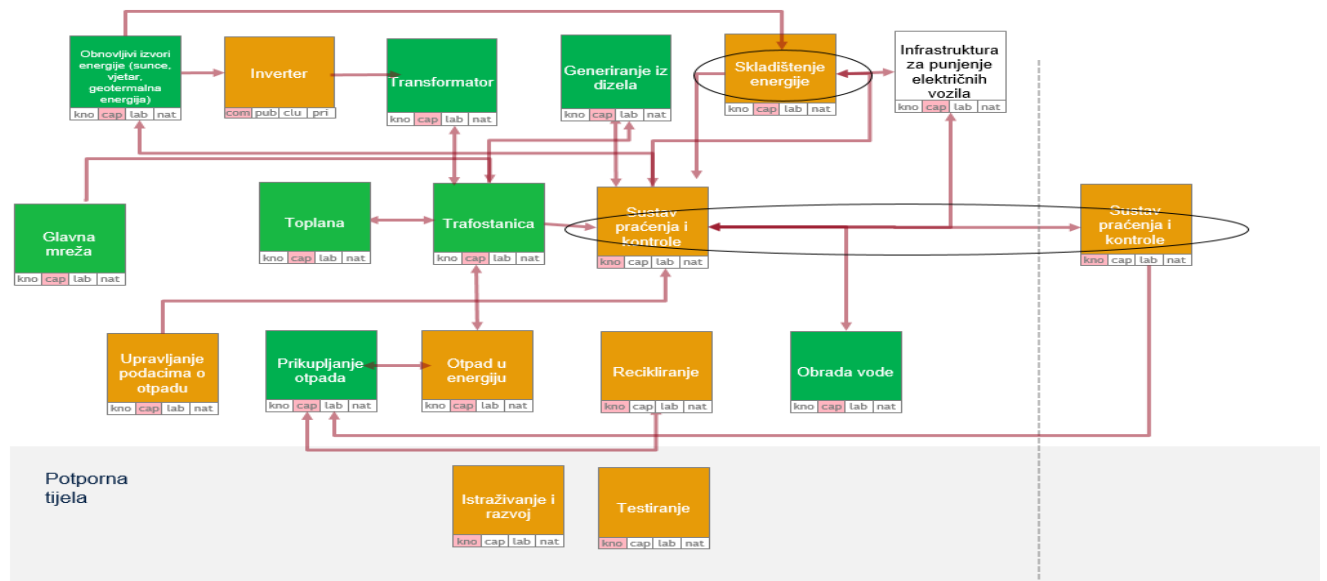 Obnovljivi izvori
energije (sunce,
vjetar,
geotermalna
energija)
kno cap lab nat
Inverter
com pub clu pri
Transformator
kno cap lab nat
Generiranje iz
dizela
kno cap lab nat
Skladištenje
energije
kno cap lab nat
Infrastruktura
za punjenje
električnih
vozila
kno cap lab nat
Glavna
mreža
kno cap lab nat
Toplana
kno cap lab nat
Trafostanica
kno cap lab nat
Sustav
praćenja i
kontrole
kno cap lab nat
Sustav
praćenja i
kontrole
kno cap lab nat
Upravljanje
podacima o
otpadu
kno cap lab nat
Prikupljanje
otpada
kno cap lab nat
Otpad u
energiju
kno cap lab nat
Recikliranje
kno cap lab nat
Obrada vode
kno cap lab nat
Potporna
tijela
Istraživanje i
razvoj
kno cap lab nat
Testiranje
kno cap lab nat